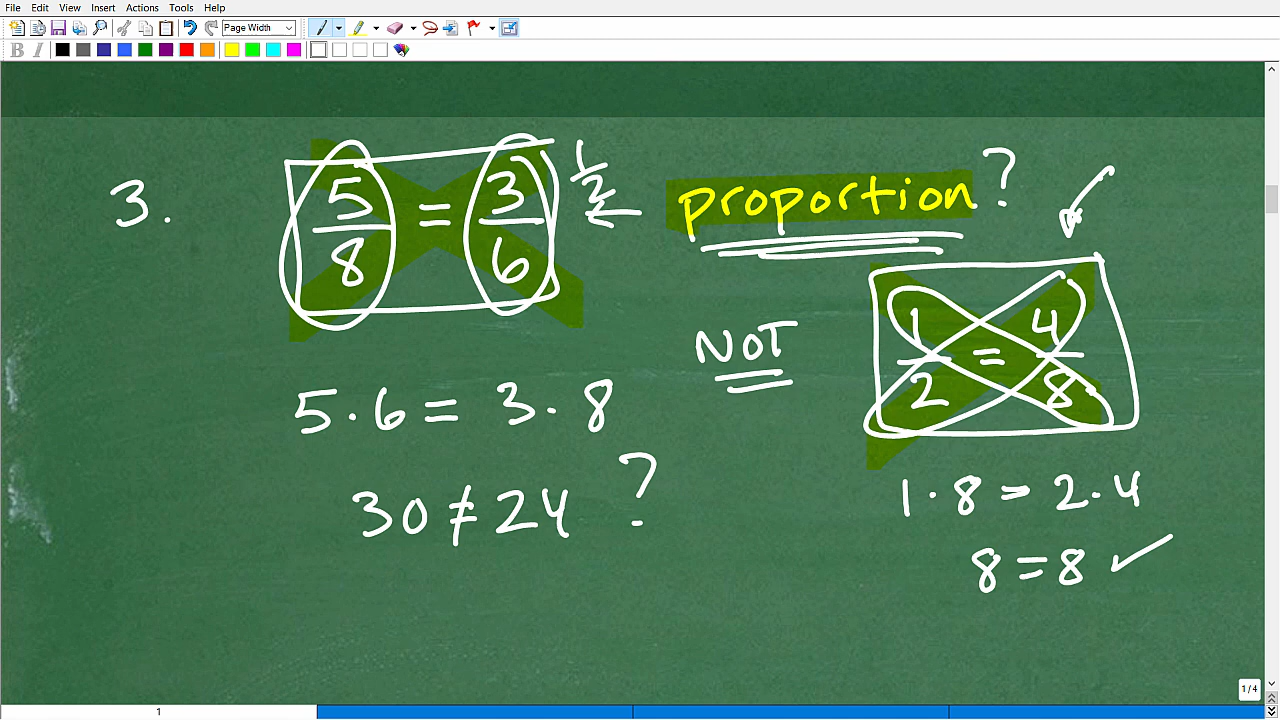 File Edit View Insert Actions Tools Help
Page Width
B I
3. 5/8 = 3/6 1/2 proportion?
NOT
1/2 = 4/8
5 · 6 = 3 · 8
30 ≠ 24 ?
1 · 8 = 2 · 4
8 = 8 ✓
1/4
1